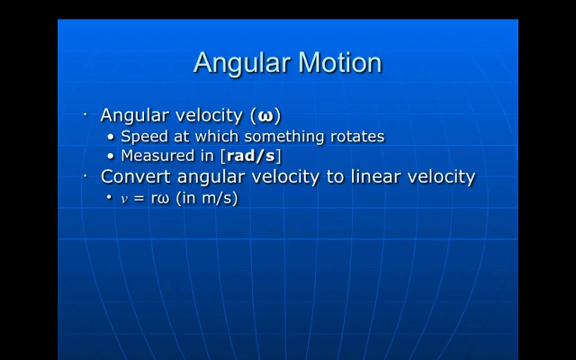 Angular Motion
· Angular velocity (ω)
• Speed at which something rotates
• Measured in [rad/s]
· Convert angular velocity to linear velocity
• v = rω (in m/s)